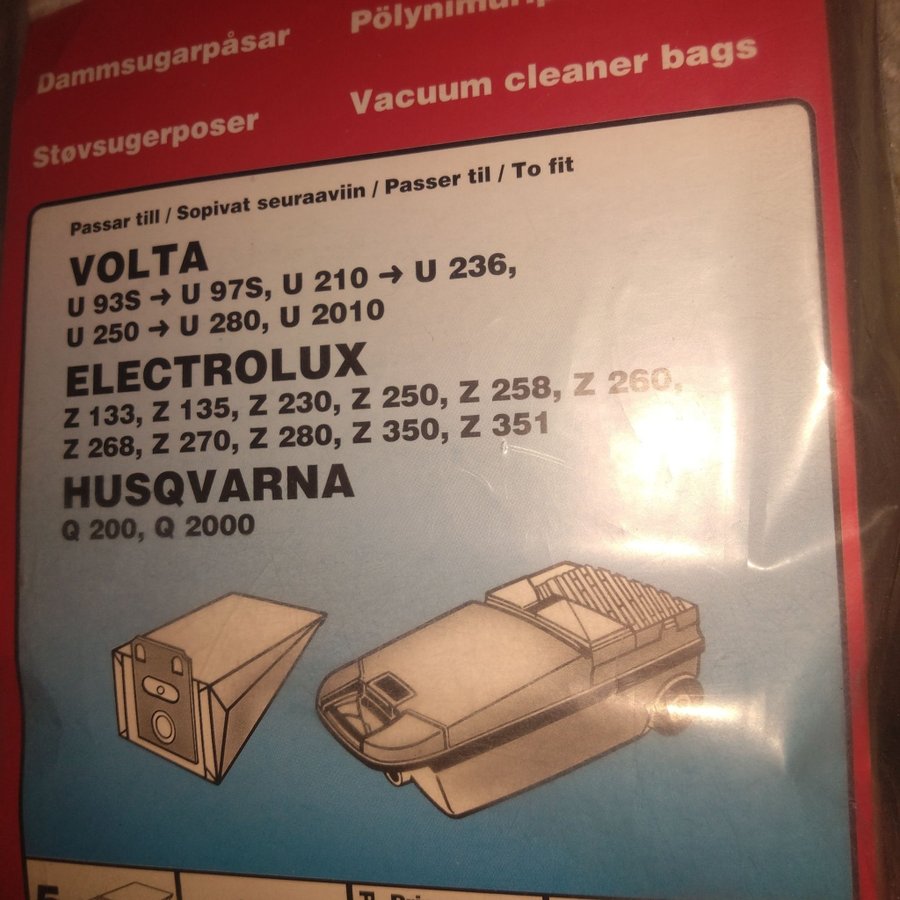 Dammsugarpåsar
Støvsugerposer
Vacuum cleaner bags
Passar till / Sopivat seuraaviin / Passer til / To fit
VOLTA
U 93S → U 97S, U 210 → U 236,
U 250 → U 280, U 2010
ELECTROLUX
Z 133, Z 135, Z 230, Z 250, Z 258, Z 260,
Z 268, Z 270, Z 280, Z 350, Z 351
HUSQVARNA
Q 200, Q 2000